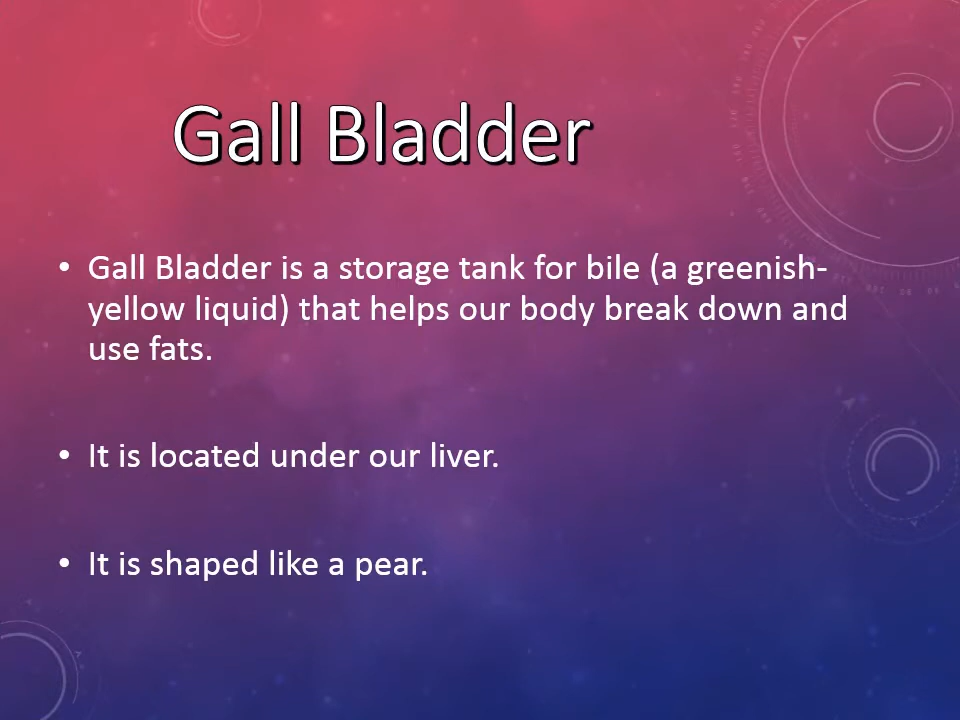 Gall Bladder
• Gall Bladder is a storage tank for bile (a greenish-
yellow liquid) that helps our body break down and
use fats.
• It is located under our liver.
• It is shaped like a pear.